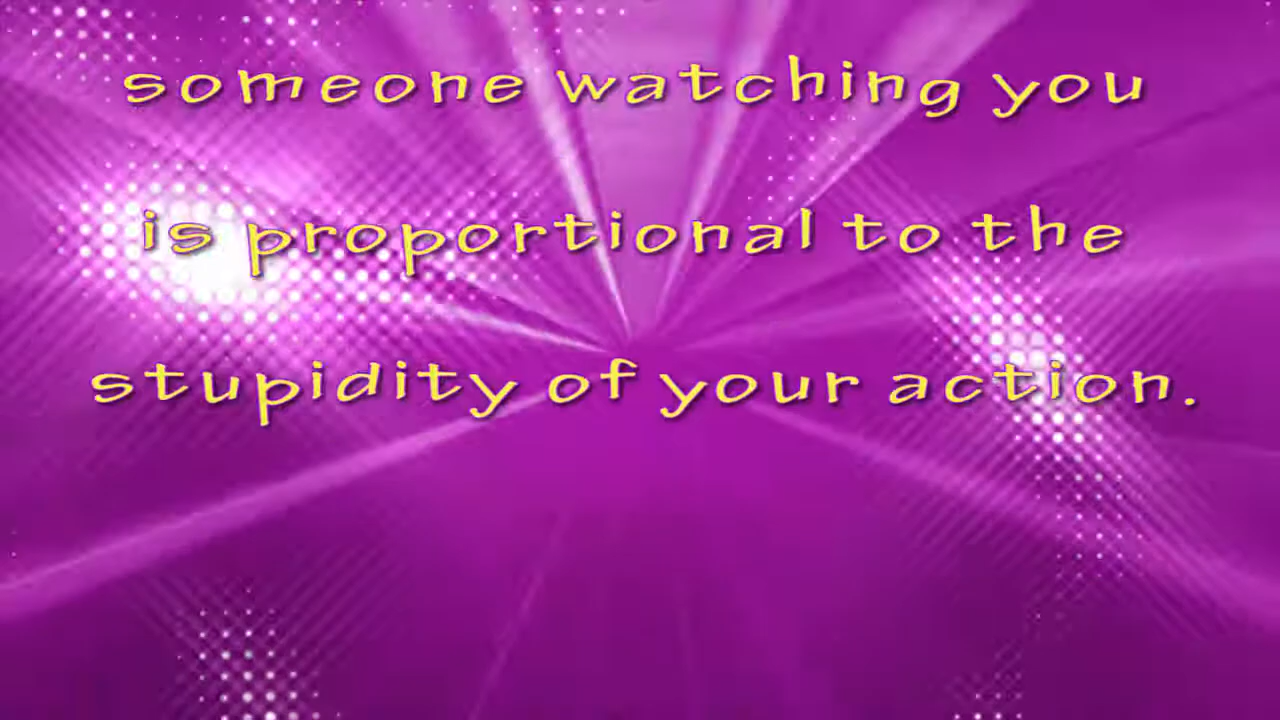 someone watching you
is proportional to the
stupidity of your action.